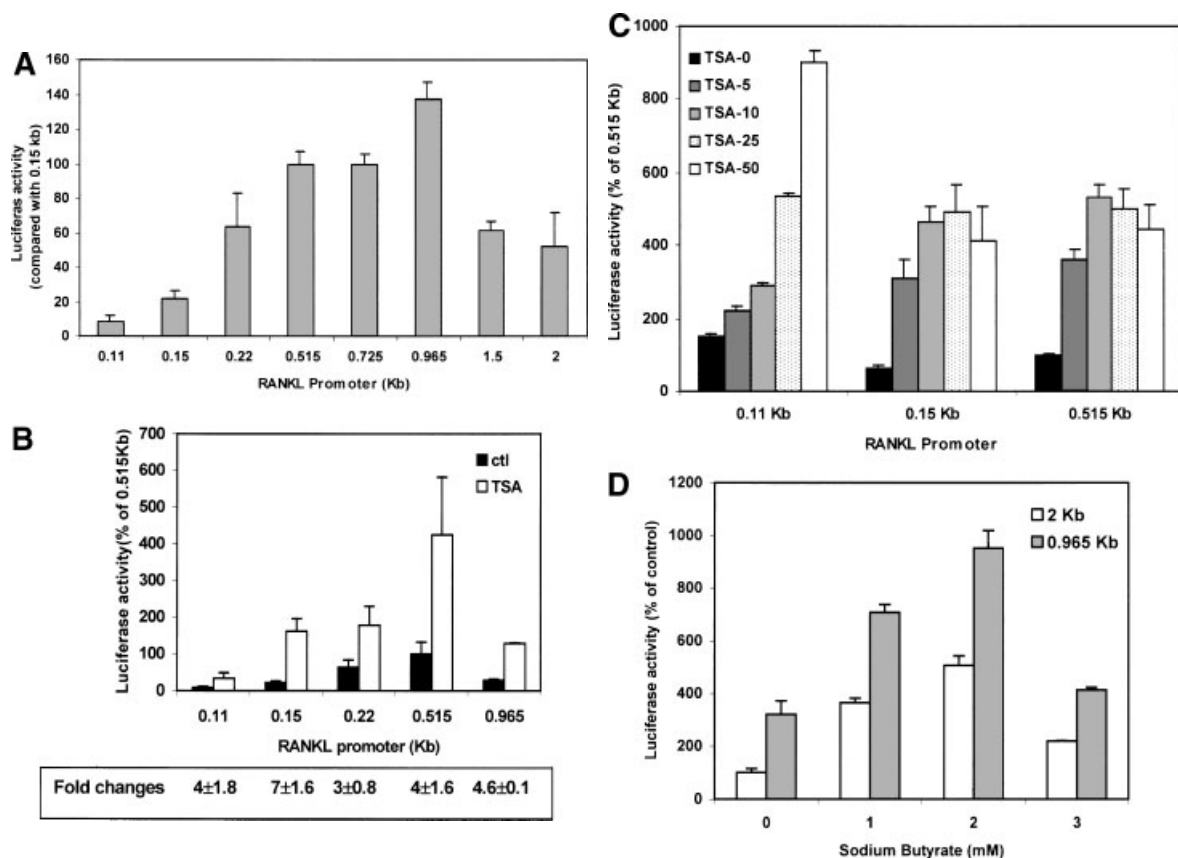 A
Luciferas activity
(compared with 0.15 kb)
160
140
120
100
80
60
40
20
0
0.11 0.15 0.22 0.515 0.725 0.965 1.5 2
RANKL Promoter (Kb)
B
Luciferase activity(% of 0.515Kb)
700
600
500
400
300
200
100
0
ctl
TSA
0.11 0.15 0.22 0.515 0.965
RANKL promoter (Kb)
Fold changes 4±1.8 7±1.6 3±0.8 4±1.6 4.6±0.1
C
Luciferase activity (% of 0.515 Kb)
1000
800
600
400
200
0
TSA-0
TSA-5
TSA-10
TSA-25
TSA-50
0.11 Kb 0.15 Kb 0.515 Kb
RANKL Promoter
D
Luciferase activity (% of control)
1200
1000
800
600
400
200
0
2 Kb
0.965 Kb
0 1 2 3
Sodium Butyrate (mM)